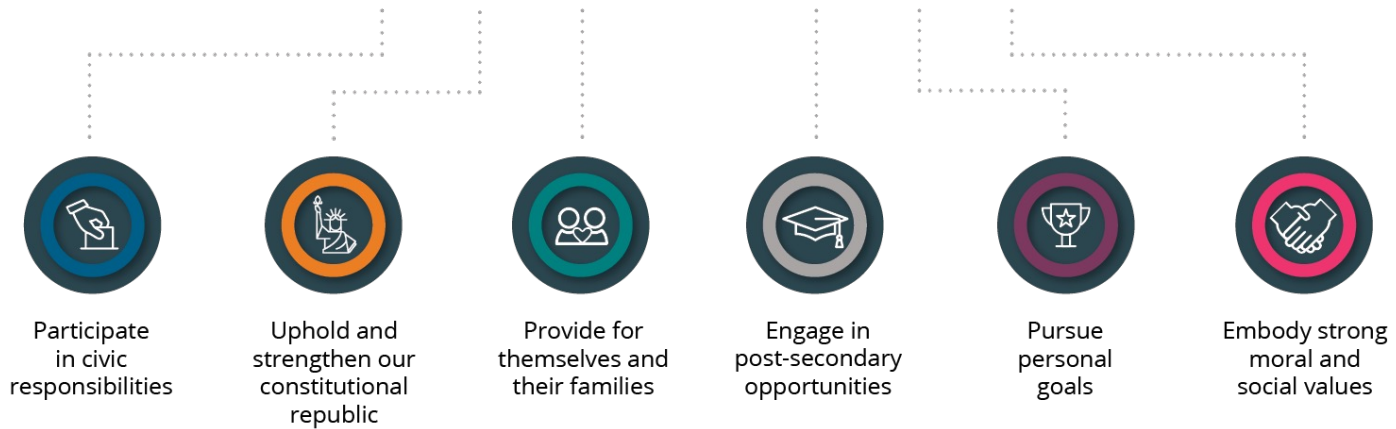 Participate
in civic
responsibilities
Uphold and
strengthen our
constitutional
republic
Provide for
themselves and
their families
Engage in
post-secondary
opportunities
Pursue
personal
goals
Embody strong
moral and
social values